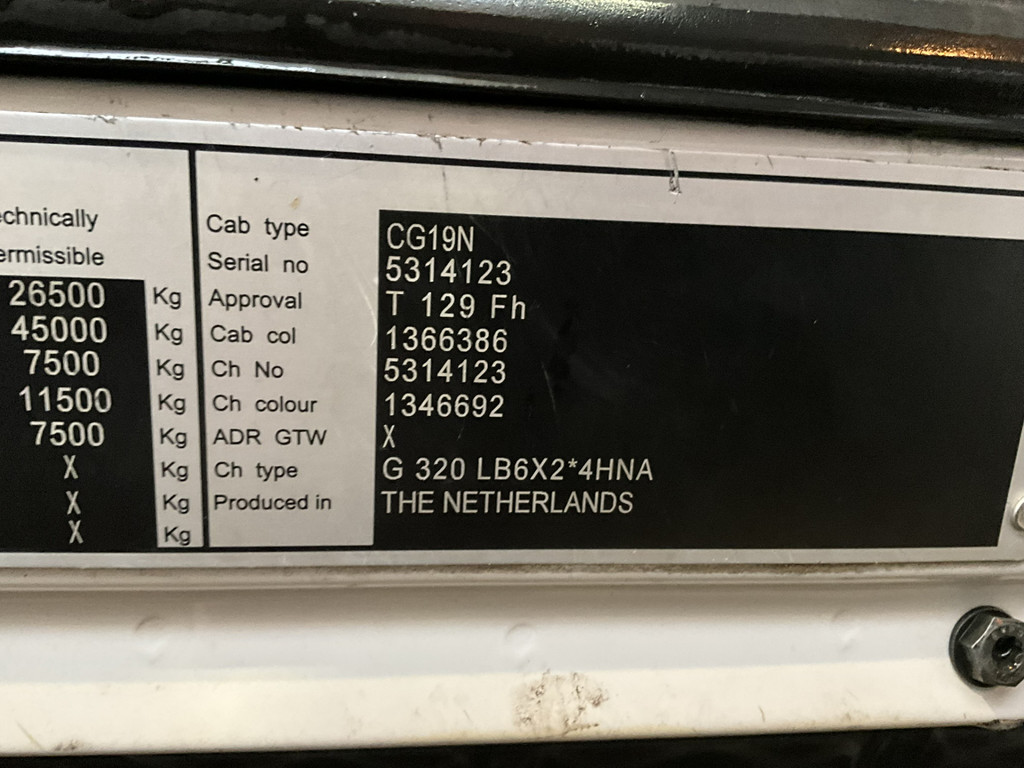 echnically
ermissible
26500 Kg
45000 Kg
7500 Kg
11500 Kg
7500 Kg
X Kg
X Kg
X Kg
Cab type CG19N
Serial no 5314123
Approval T 129 Fh
Cab col 1366386
Ch No 5314123
Ch colour 1346692
ADR GTW X
Ch type G 320 LB6X2*4HNA
Produced in THE NETHERLANDS